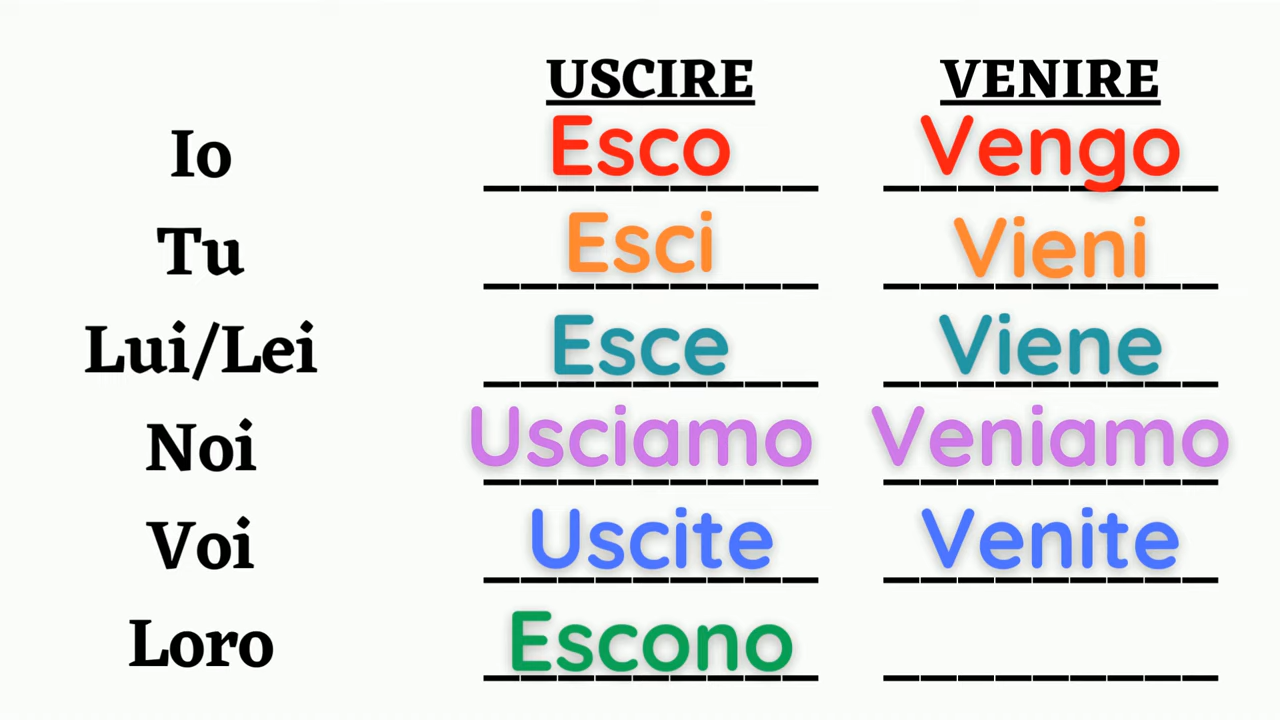 USCIRE VENIRE
Io Esco Vengo
Tu Esci Vieni
Lui/Lei Esce Viene
Noi Usciamo Veniamo
Voi Uscite Venite
Loro Escono